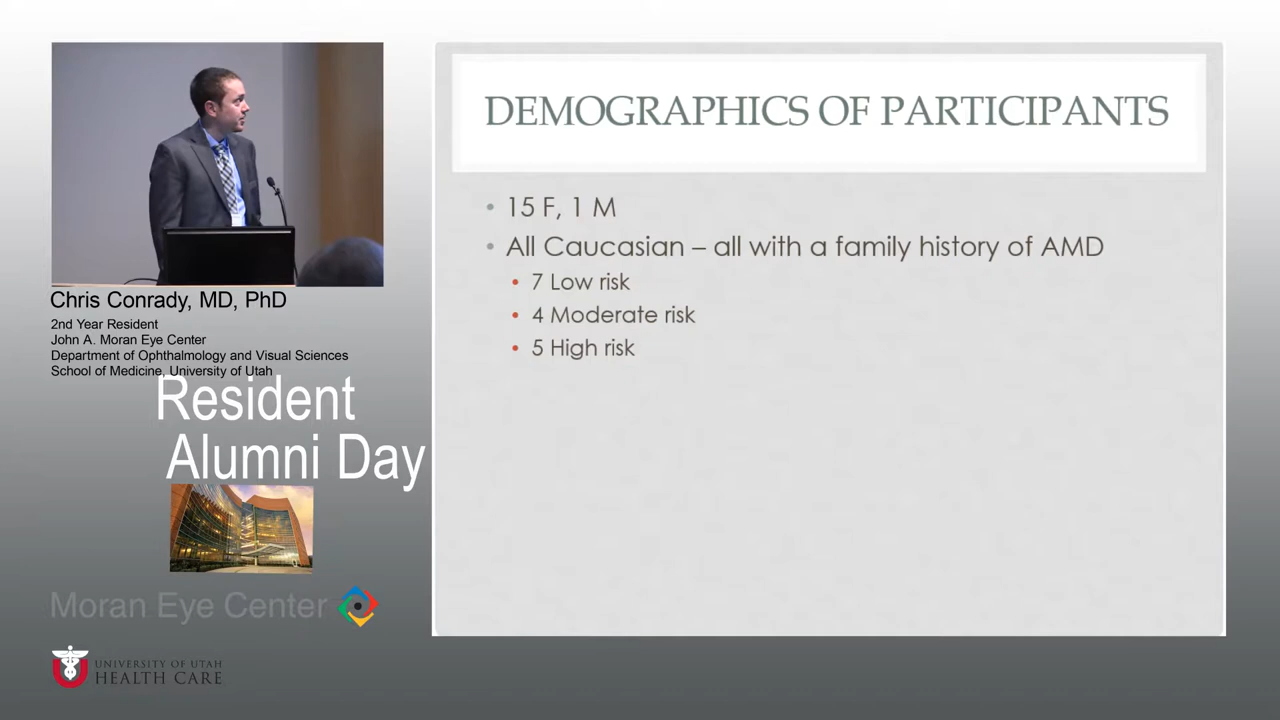 Chris Conrady, MD, PhD
2nd Year Resident
John A. Moran Eye Center
Department of Ophthalmology and Visual Sciences
School of Medicine, University of Utah
Resident
Alumni Day
Moran Eye Center
UNIVERSITY OF UTAH
HEALTH CARE
DEMOGRAPHICS OF PARTICIPANTS
• 15 F, 1 M
• All Caucasian – all with a family history of AMD
• 7 Low risk
• 4 Moderate risk
• 5 High risk